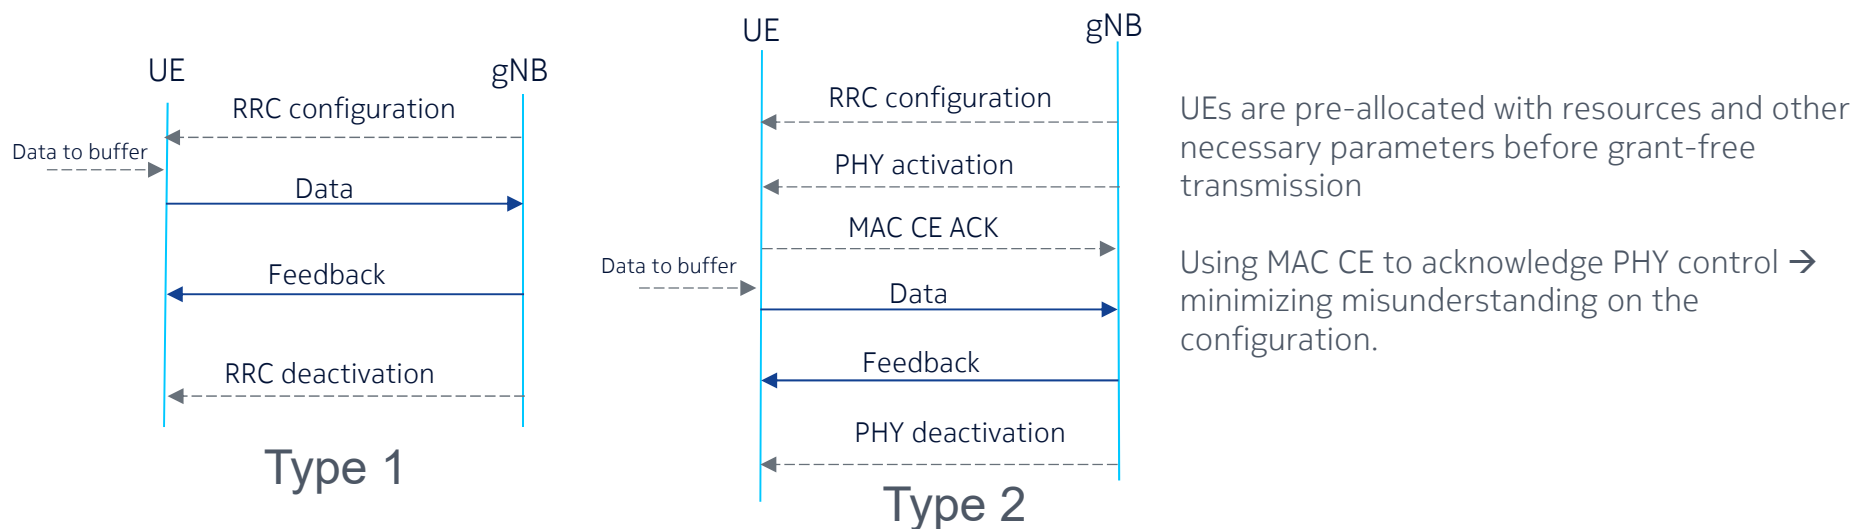 UE
gNB
RRC configuration
Data to buffer
Data
Feedback
RRC deactivation
Type 1
UE
gNB
RRC configuration
PHY activation
MAC CE ACK
Data to buffer
Data
Feedback
PHY deactivation
Type 2
UEs are pre-allocated with resources and other
necessary parameters before grant-free
transmission
Using MAC CE to acknowledge PHY control →
minimizing misunderstanding on the
configuration.